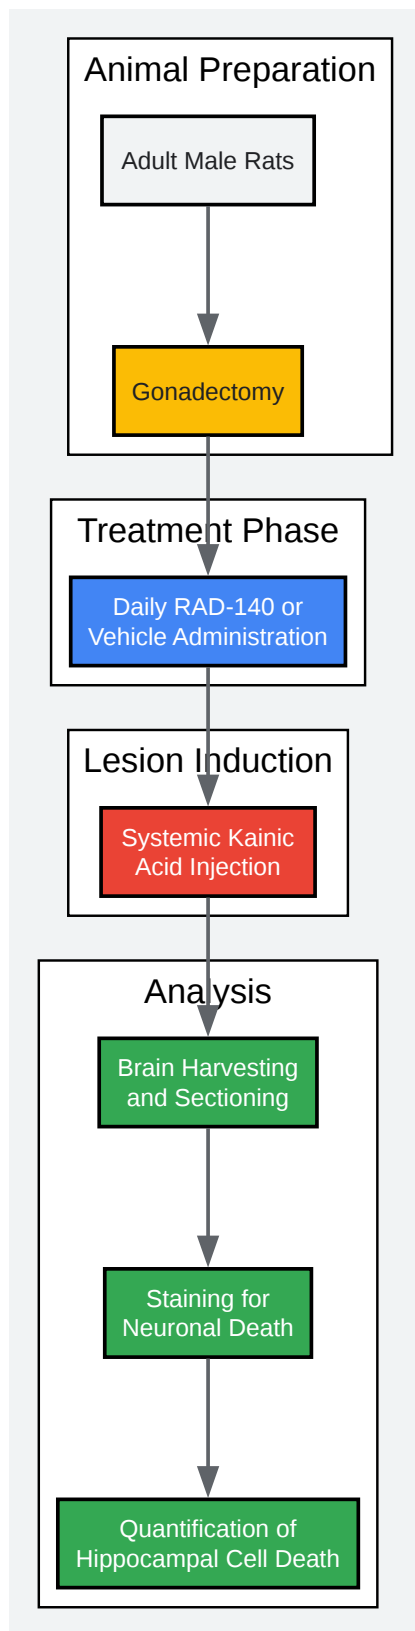 Animal Preparation
Adult Male Rats
Gonadectomy
Treatment Phase
Daily RAD-140 or
Vehicle Administration
Lesion Induction
Systemic Kainic
Acid Injection
Analysis
Brain Harvesting
and Sectioning
Staining for
Neuronal Death
Quantification of
Hippocampal Cell Death